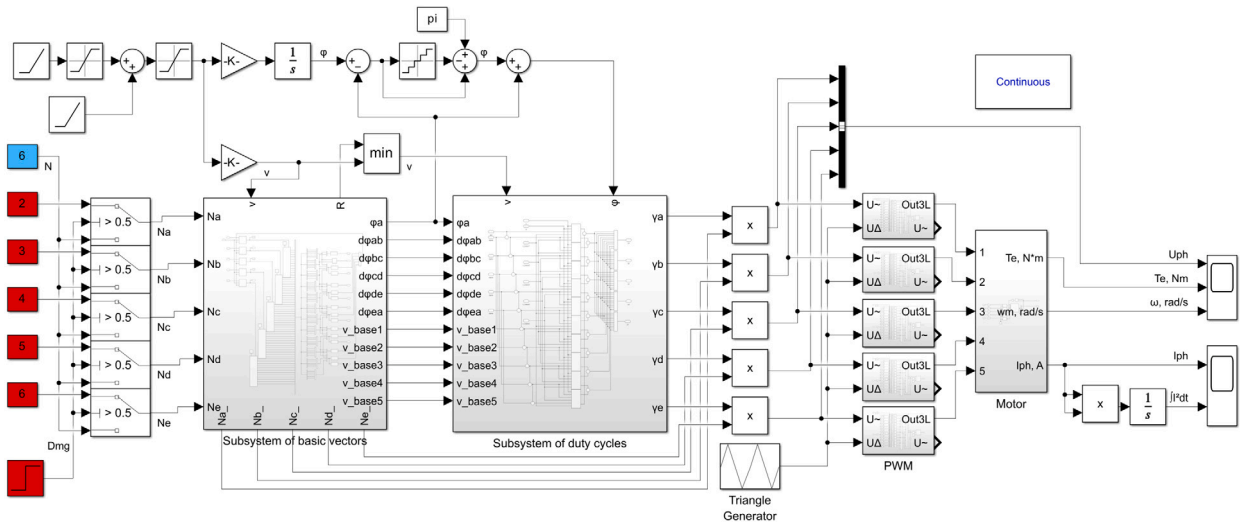 pi
-K-
1
s
φ
φ
Continuous
6
N
2
3
4
5
6
Dmg
> 0.5
> 0.5
> 0.5
> 0.5
> 0.5
Na
Nb
Nc
Nd
Ne
-K-
v
min
v
v
R
Na
Nb
Nc
Nd
Ne
φa
dφab
dφbc
dφcd
dφde
dφea
v_base1
v_base2
v_base3
v_base4
v_base5
Na_
Nb_
Nc_
Nd_
Ne_
Subsystem of basic vectors
v
φ
φa
dφab
dφbc
dφcd
dφde
dφea
v_base1
v_base2
v_base3
v_base4
v_base5
γa
γb
γc
γd
γe
Subsystem of duty cycles
x
x
x
x
x
Triangle
Generator
U~ Out3L
UΔ U~
U~ Out3L
UΔ U~
U~ Out3L
UΔ U~
U~ Out3L
UΔ U~
U~ Out3L
UΔ U~
PWM
1
2
3
4
5
Te, N*m
wm, rad/s
Iph, A
Motor
Uph
Te, Nm
ω, rad/s
Iph
x
1
s
∫I²dt